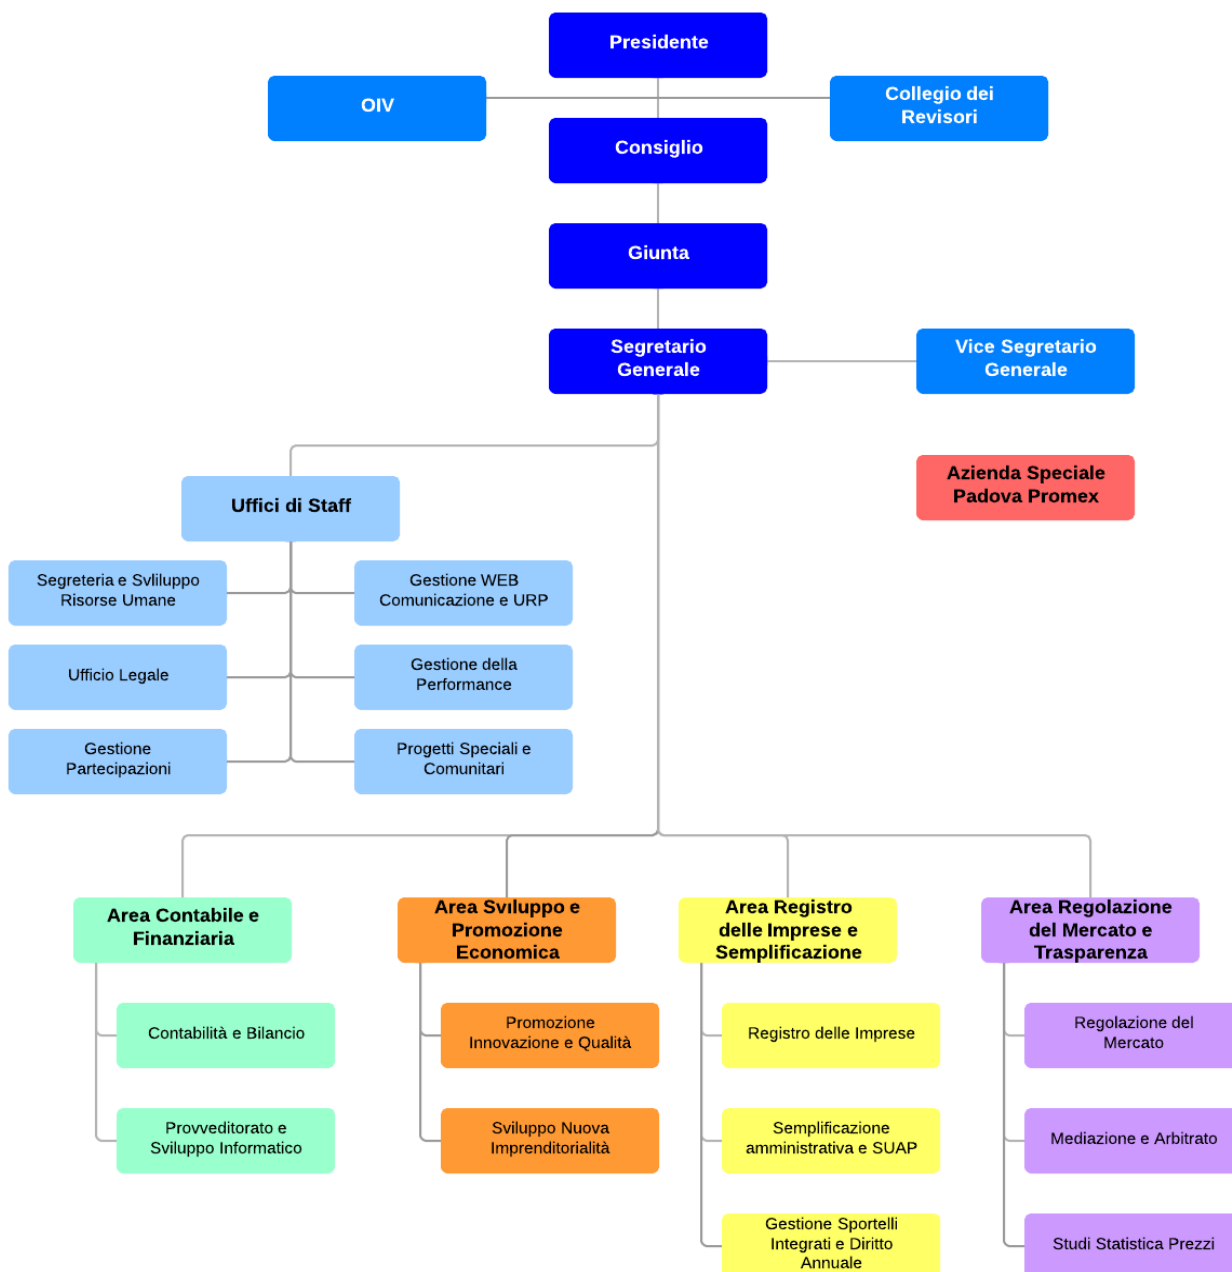 Presidente
OIV
Collegio dei
Revisori
Consiglio
Giunta
Segretario
Generale
Vice Segretario
Generale
Azienda Speciale
Padova Promex
Uffici di Staff
Segreteria e Svliluppo
Risorse Umane
Gestione WEB
Comunicazione e URP
Ufficio Legale
Gestione della
Performance
Gestione
Partecipazioni
Progetti Speciali e
Comunitari
Area Contabile e
Finanziaria
Area Sviluppo e
Promozione
Economica
Area Registro
delle Imprese e
Semplificazione
Area Regolazione
del Mercato e
Trasparenza
Contabilità e Bilancio
Promozione
Innovazione e Qualità
Registro delle Imprese
Regolazione del
Mercato
Provveditorato e
Sviluppo Informatico
Sviluppo Nuova
Imprenditorialità
Semplificazione
amministrativa e SUAP
Mediazione e Arbitrato
Gestione Sportelli
Integrati e Diritto
Annuale
Studi Statistica Prezzi